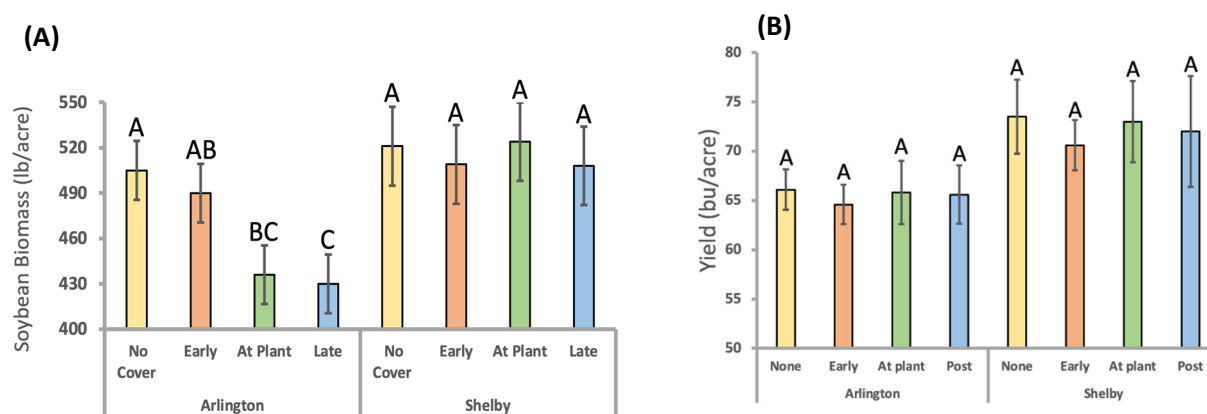 (A)
Soybean Biomass (lb/acre)
550
520
490
460
430
400
A
AB
BC
C
A
A
A
A
No Cover
Early
At Plant
Late
No Cover
Early
At Plant
Late
Arlington
Shelby
(B)
Yield (bu/acre)
80
75
70
65
60
55
50
A
A
A
A
A
A
A
A
None
Early
At plant
Post
None
Early
At plant
Post
Arlington
Shelby